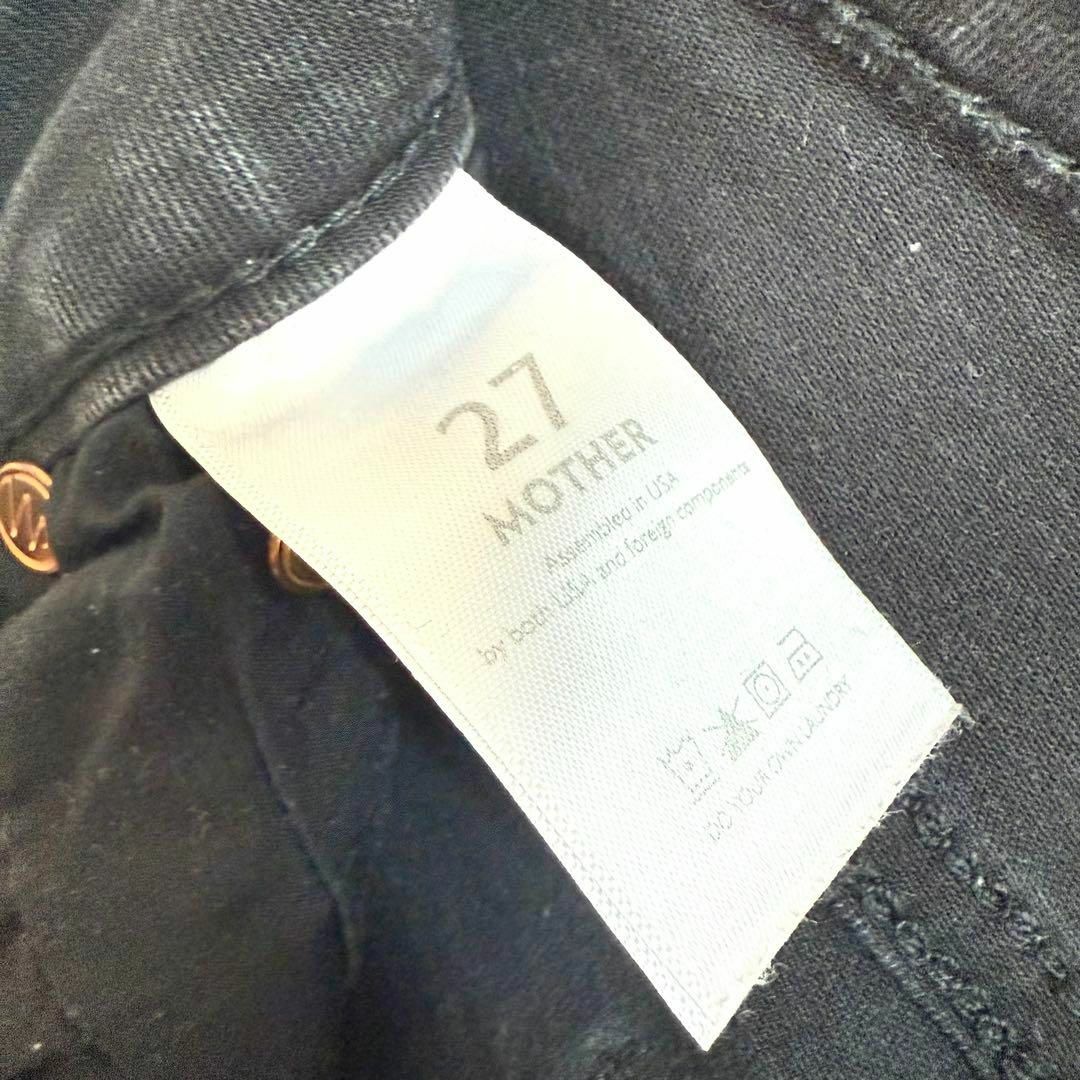 27
MOTHER
Assembled in USA
by both USA and foreign components
DO YOUR OWN LAUNDRY